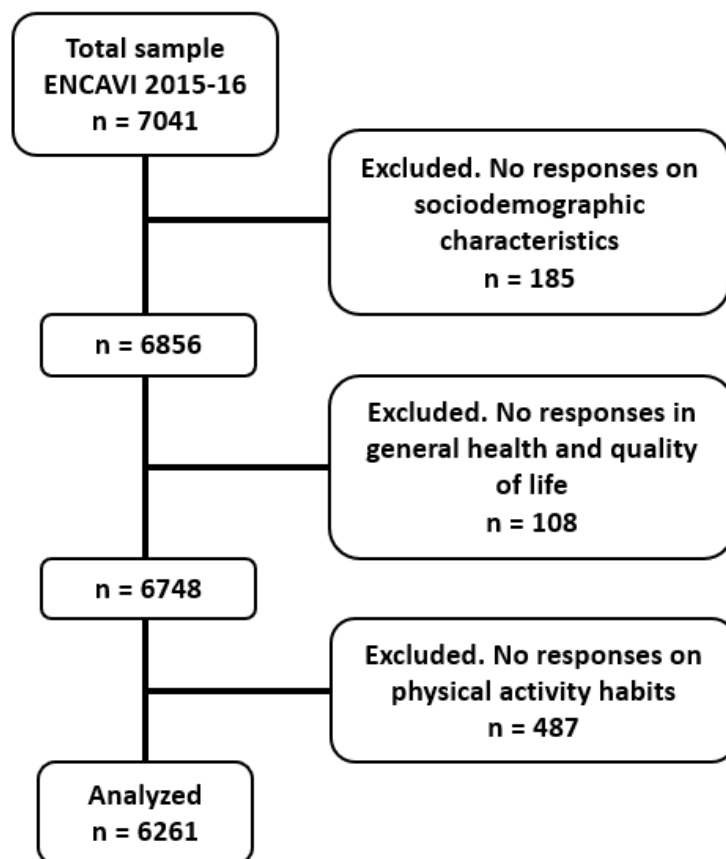 Total sample
ENCAVI 2015-16
n = 7041
Excluded. No responses on
sociodemographic
characteristics
n = 185
n = 6856
Excluded. No responses in
general health and quality
of life
n = 108
n = 6748
Excluded. No responses on
physical activity habits
n = 487
Analyzed
n = 6261